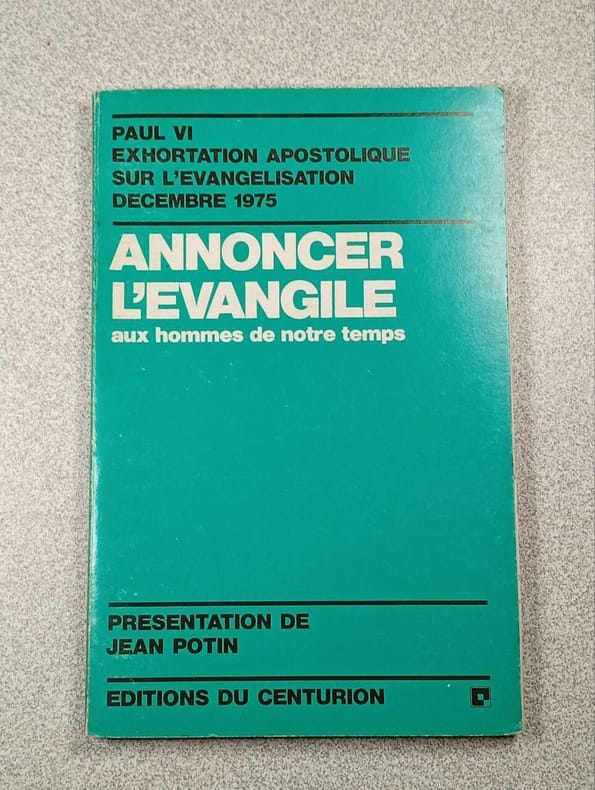 PAUL VI
EXHORTATION APOSTOLIQUE
SUR L'EVANGELISATION
DECEMBRE 1975
ANNONCER
L'EVANGILE
aux hommes de notre temps
PRESENTATION DE
JEAN POTIN
EDITIONS DU CENTURION